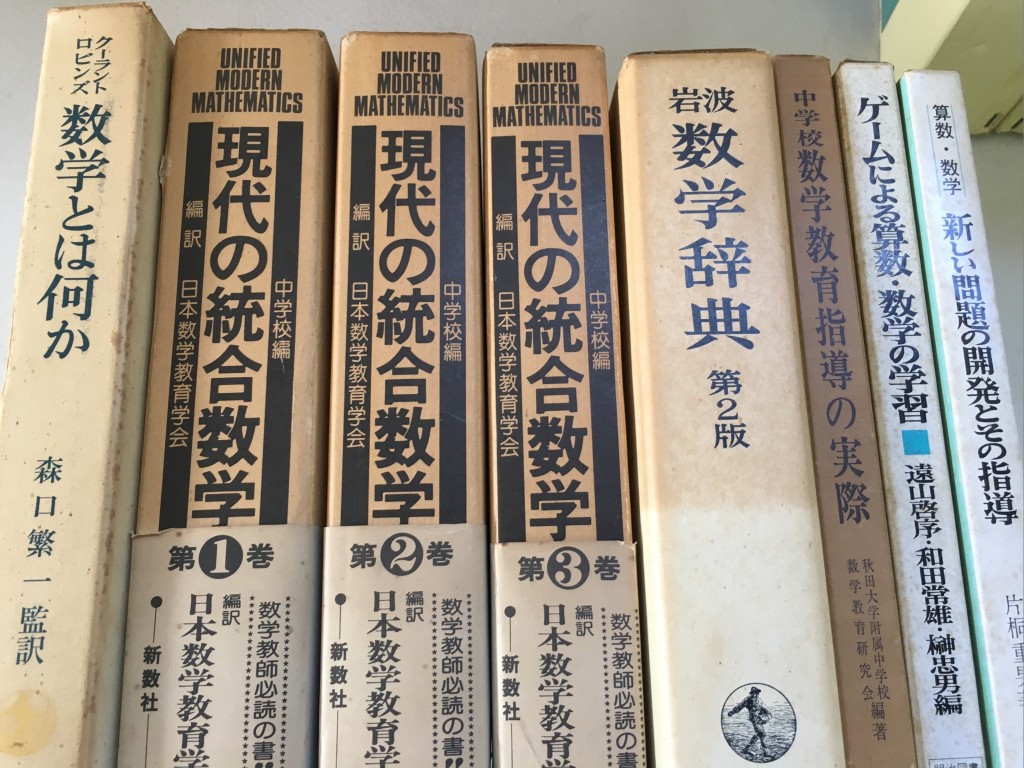 クーラント
ロビンズ
数学とは何か
森口繁一 監訳
UNIFIED
MODERN
MATHEMATICS
現代の統合数学
中学校編
編訳 日本数学教育学会
第1巻
数学教師必読の書!!
編訳
日本数学教育学
新数社
UNIFIED
MODERN
MATHEMATICS
現代の統合数学
中学校編
編訳 日本数学教育学会
第2巻
数学教師必読の書!!
編訳
日本数学教育学
新数社
UNIFIED
MODERN
MATHEMATICS
現代の統合数学
中学校編
編訳 日本数学教育学会
第3巻
数学教師必読の書!!
編訳
日本数学教育学
新数社
岩波
数学辞典
第2版
中学校 数学教育指導の実際
秋田大学附属中学校
数学教育研究会 編著
ゲームによる算数・数学の学習
遠山啓序・和田常雄・榊忠男編
明治図書
算数・数学
新しい問題の開発とその指導
片桐重男